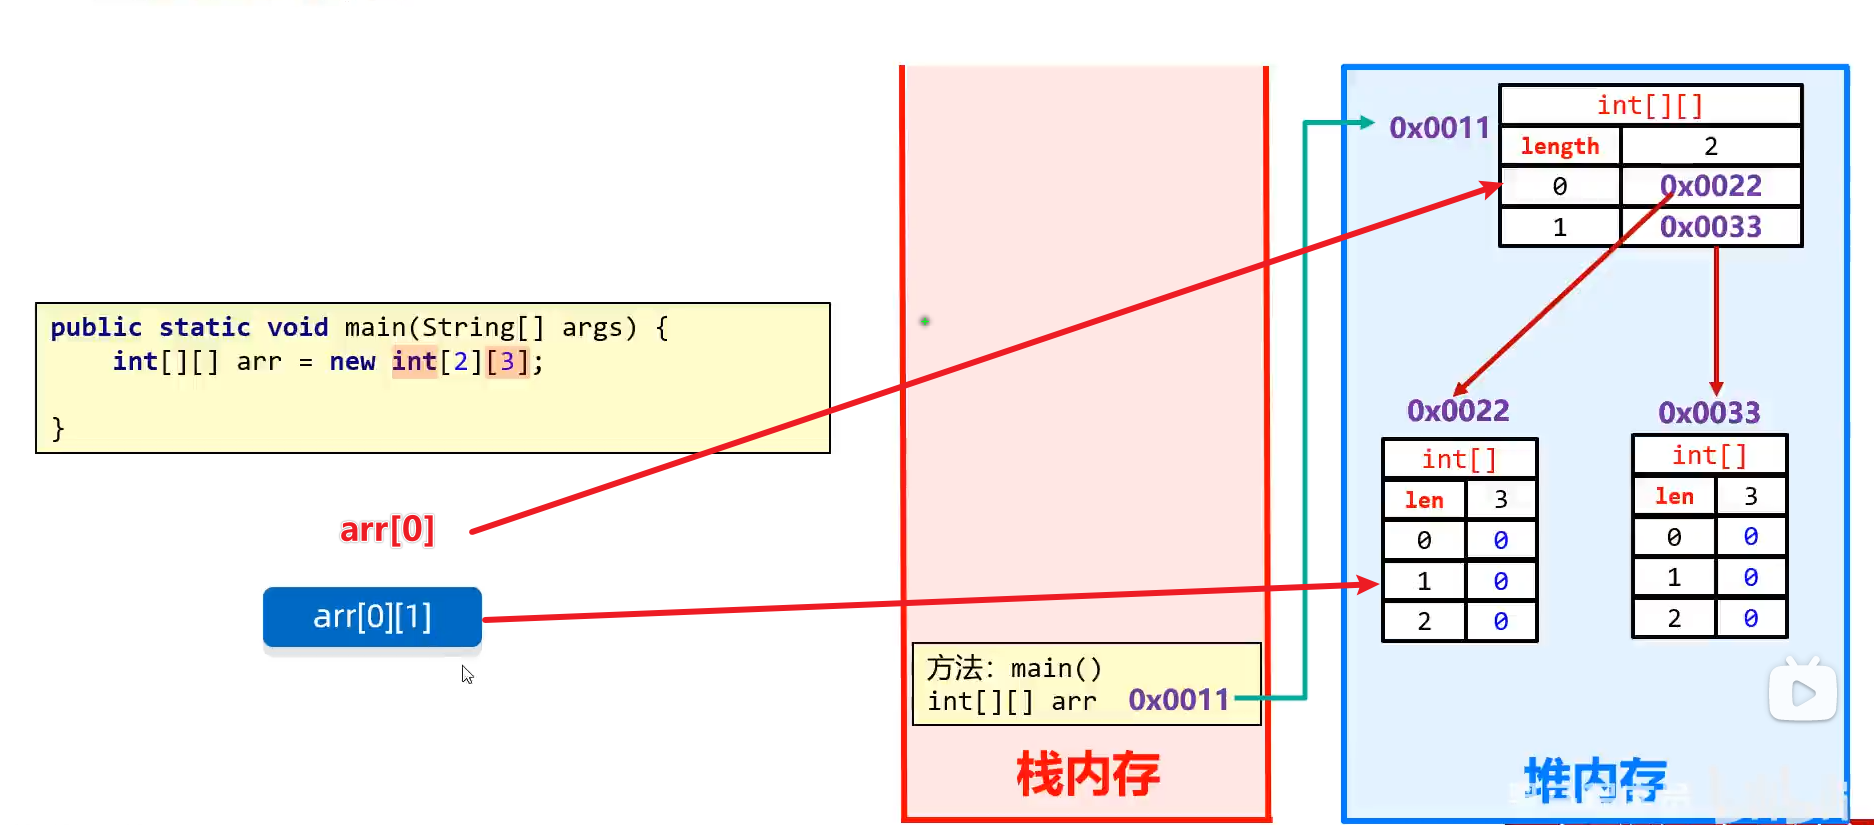 public static void main(String[] args) {
int[][] arr = new int[2][3];
}
arr[0]
arr[0][1]
方法：main()
int[][] arr 0x0011
栈内存
0x0011
int[][]
length 2
0 0x0022
1 0x0033
0x0022
int[]
len 3
0 0
1 0
2 0
0x0033
int[]
len 3
0 0
1 0
2 0
堆内存